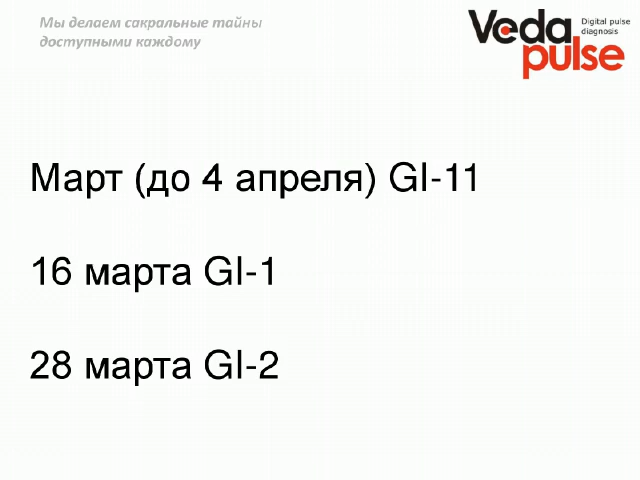 Мы делаем сакральные тайны
доступными каждому
Veda
pulse
Digital pulse
diagnosis
Март (до 4 апреля) GI-11
16 марта GI-1
28 марта GI-2